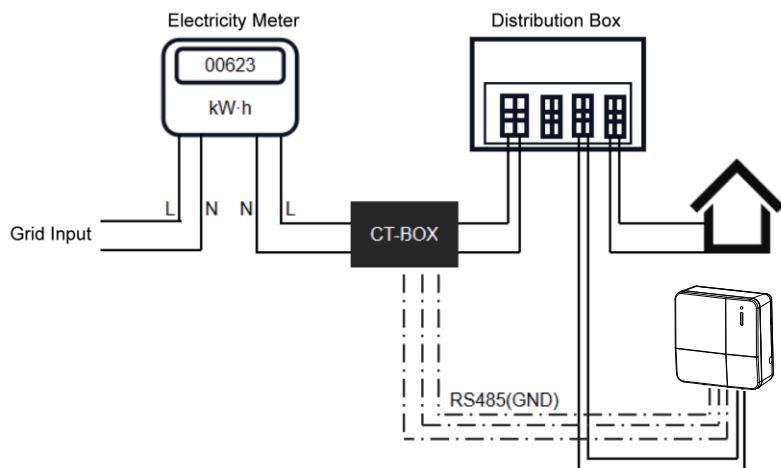 Electricity Meter
Distribution Box
00623
kW·h
L N N L
Grid Input
CT-BOX
RS485(GND)